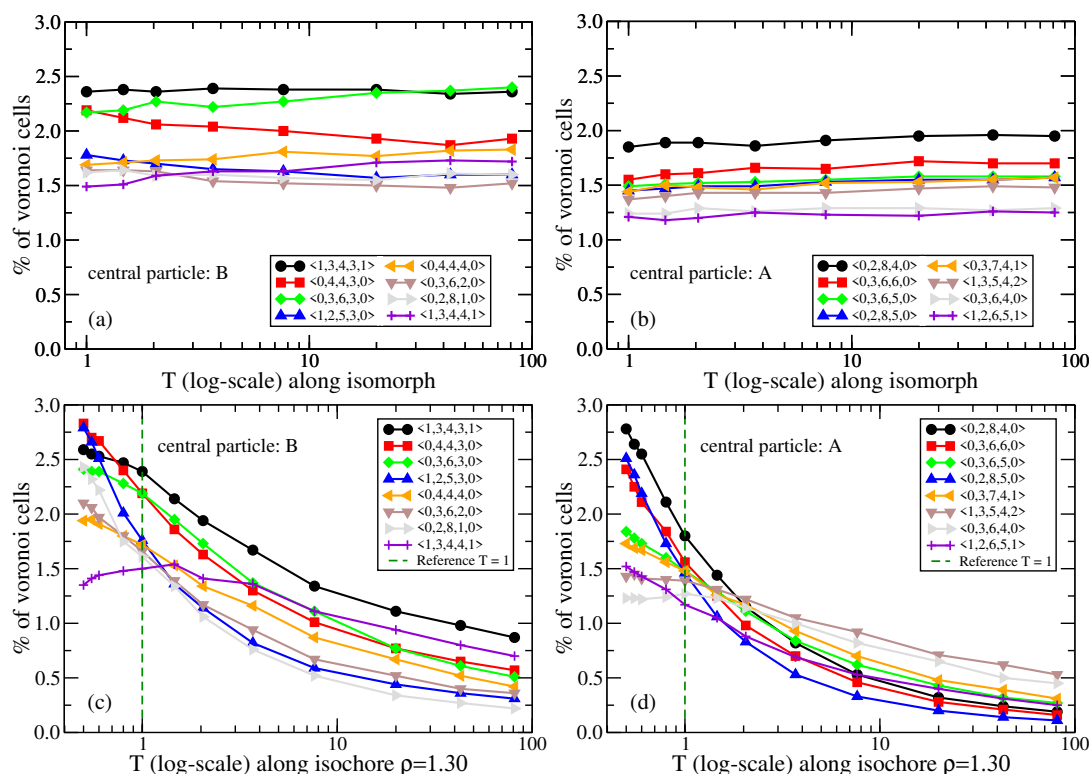 3.0
2.5
2.0
1.5
1.0
0.5
0.0
% of voronoi cells
central particle: B
<1,3,4,3,1>
<0,4,4,3,0>
<0,3,6,3,0>
<1,2,5,3,0>
<0,4,4,4,0>
<0,3,6,2,0>
<0,2,8,1,0>
<1,3,4,4,1>
(a)
1 10 100
T (log-scale) along isomorph
3.0
2.5
2.0
1.5
1.0
0.5
0.0
% of voronoi cells
central particle: A
<0,2,8,4,0>
<0,3,6,6,0>
<0,3,6,5,0>
<0,2,8,5,0>
<0,3,7,4,1>
<1,3,5,4,2>
<0,3,6,4,0>
<1,2,6,5,1>
(b)
1 10 100
T (log-scale) along isomorph
3.0
2.5
2.0
1.5
1.0
0.5
0.0
% of voronoi cells
central particle: B
<1,3,4,3,1>
<0,4,4,3,0>
<0,3,6,3,0>
<1,2,5,3,0>
<0,4,4,4,0>
<0,3,6,2,0>
<0,2,8,1,0>
<1,3,4,4,1>
Reference T = 1
(c)
1 10 100
T (log-scale) along isochore ρ=1.30
3.0
2.5
2.0
1.5
1.0
0.5
0.0
% of voronoi cells
central particle: A
<0,2,8,4,0>
<0,3,6,6,0>
<0,3,6,5,0>
<0,2,8,5,0>
<0,3,7,4,1>
<1,3,5,4,2>
<0,3,6,4,0>
<1,2,6,5,1>
Reference T = 1
(d)
1 10 100
T (log-scale) along isochore ρ=1.30